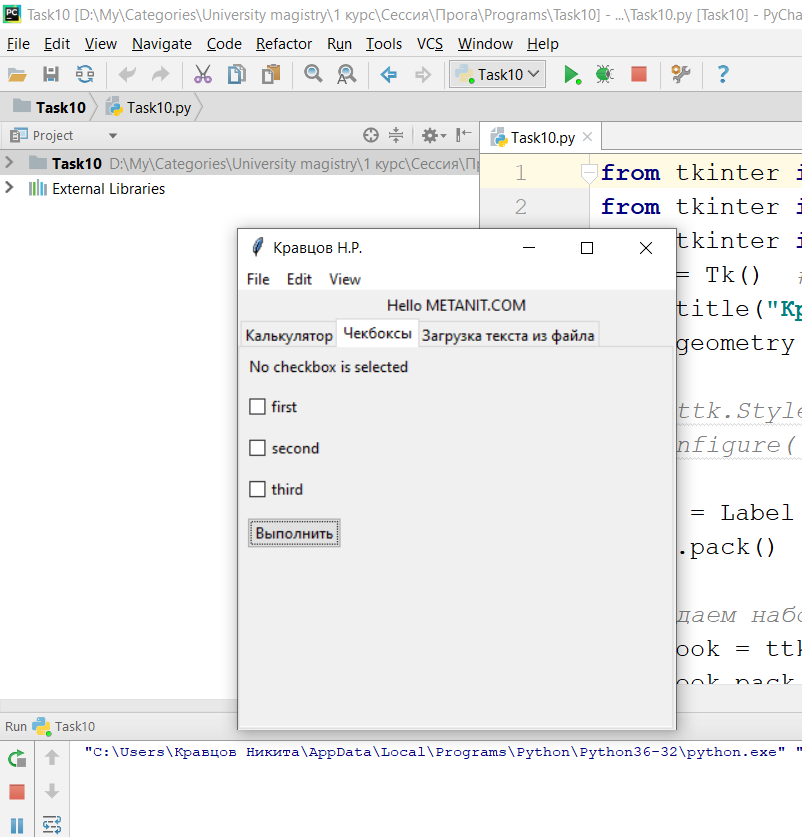 Task10 [D:\My\Categories\University magistry\1 курс\Сессия\Прога\Programs\Task10] - ...\Task10.py [Task10] - PyCha
File Edit View Navigate Code Refactor Run Tools VCS Window Help
Task10
Task10 Task10.py
Project
Task10.py
Task10 D:\My\Categories\University magistry\1 курс\Сессия\П
External Libraries
1 from tkinter i
2 from tkinter i
tkinter i
= Tk() #
title("Кр
geometry
ttk.Style
nfigure(
= Label
.pack()
даем набо
ook = ttk
ook.pack
Кравцов Н.Р.
File Edit View
Hello METANIT.COM
Калькулятор Чекбоксы Загрузка текста из файла
No checkbox is selected
first
second
third
Выполнить
Run Task10
"C:\Users\Кравцов Никита\AppData\Local\Programs\Python\Python36-32\python.exe" "